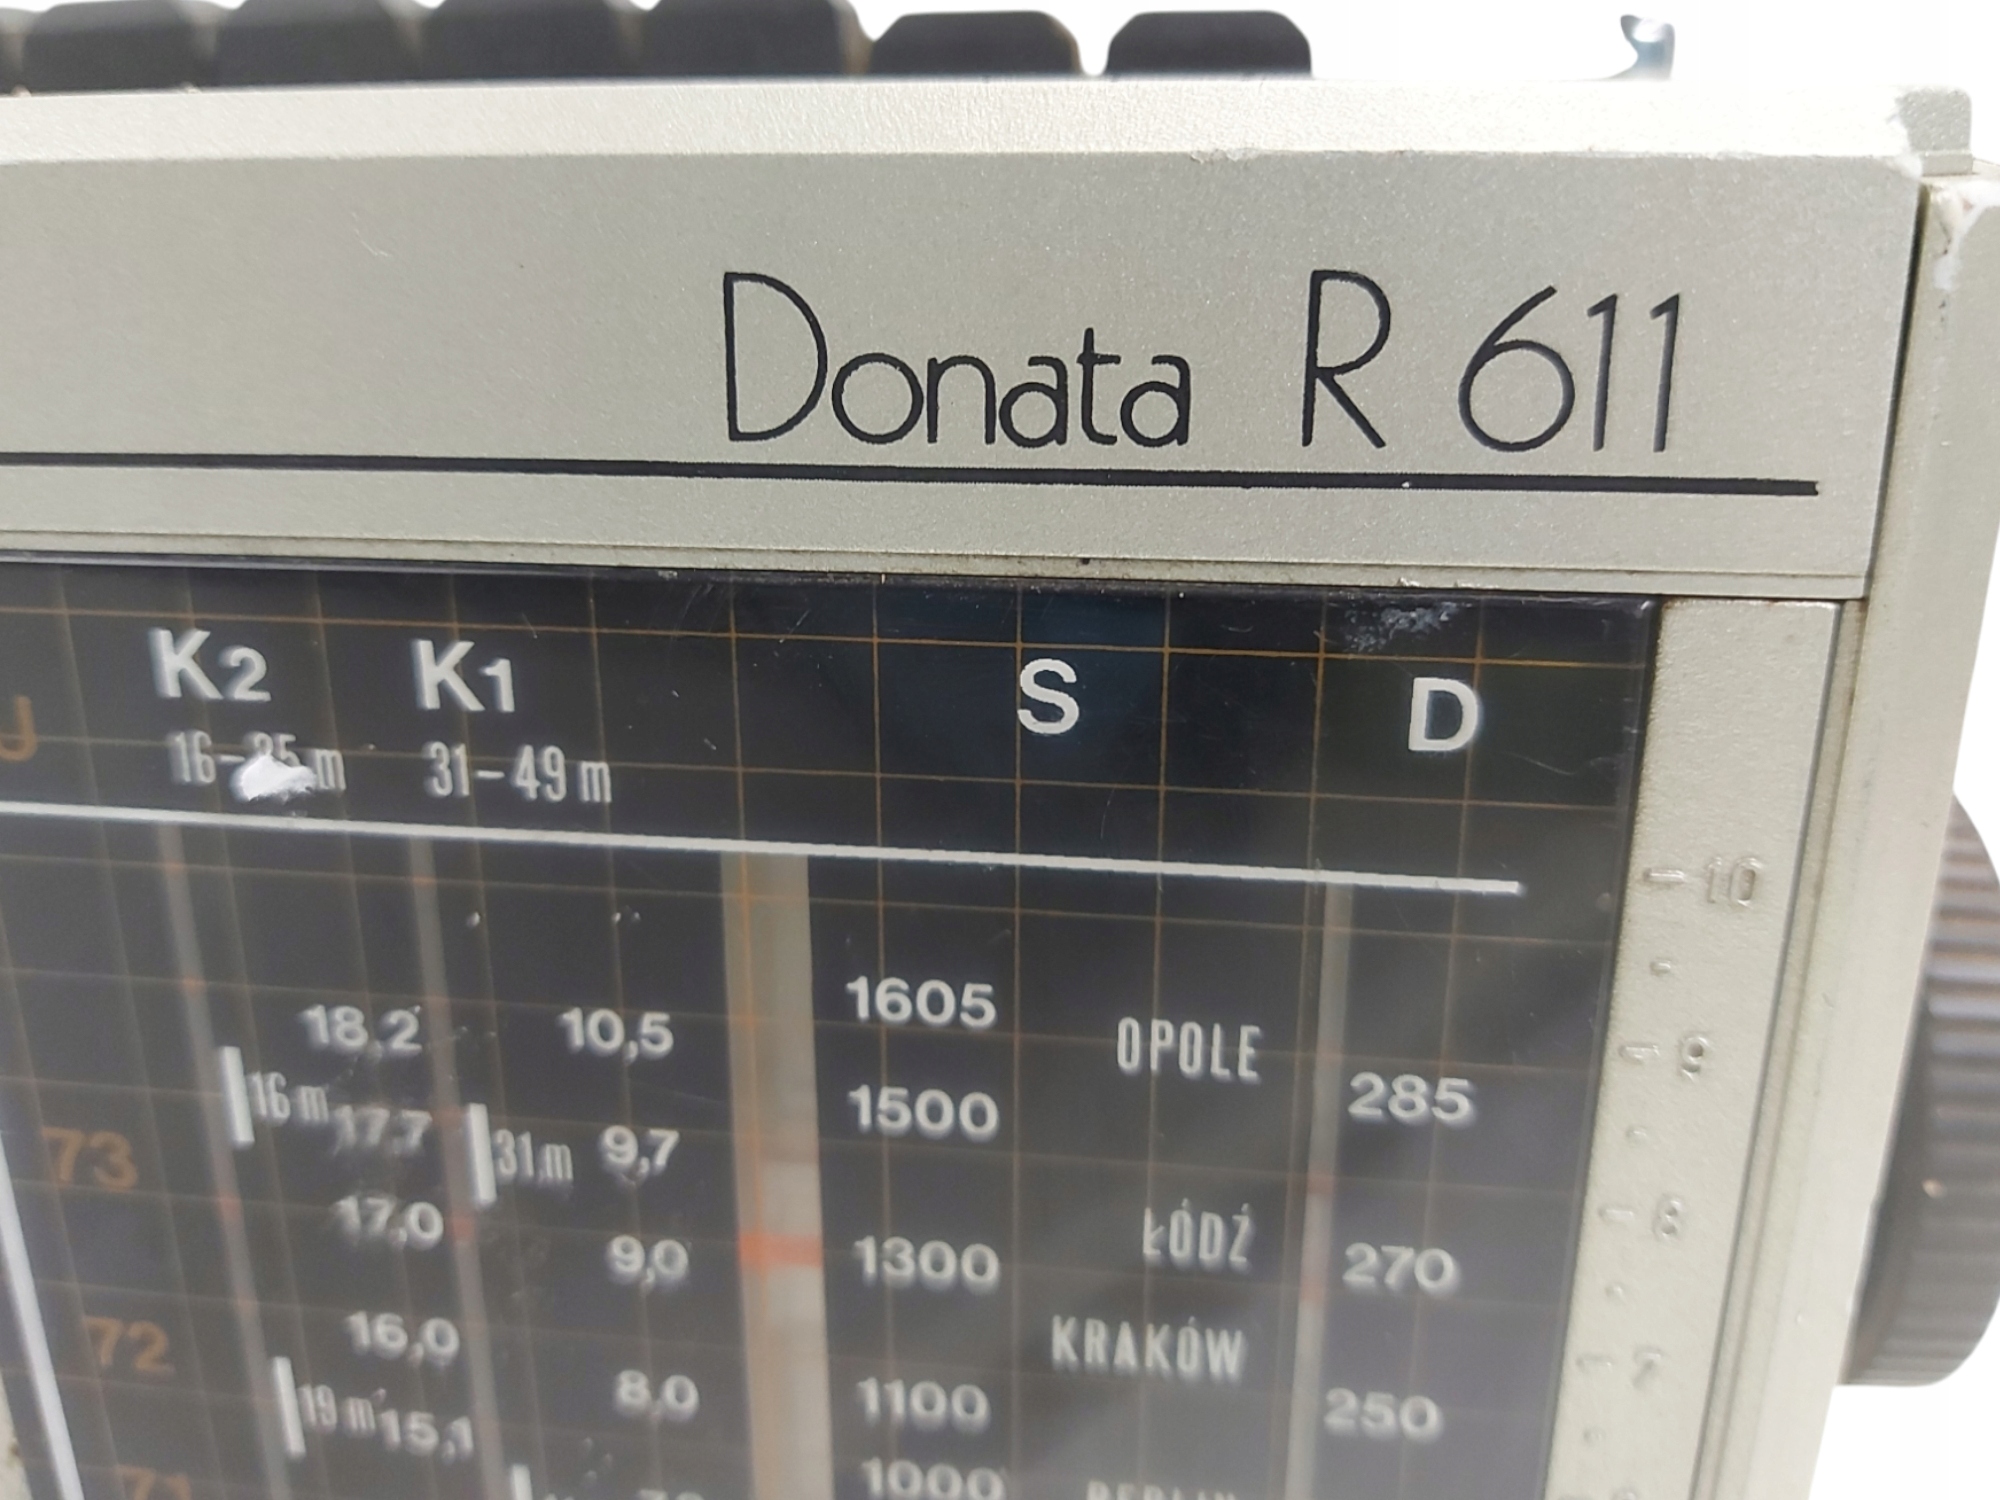 Donata R 611
U K2 K1 S D
16-25 m 31-49 m
10
18,2 10,5 1605 OPOLE
9
16 m 17,7 31 m 9,7 1500 285
73 17,0 9,0 1300 ŁÓDŹ 270
8
72 16,0 8,0 1100 KRAKÓW 250
7
19 m 15,1
71 1000 BERLIN